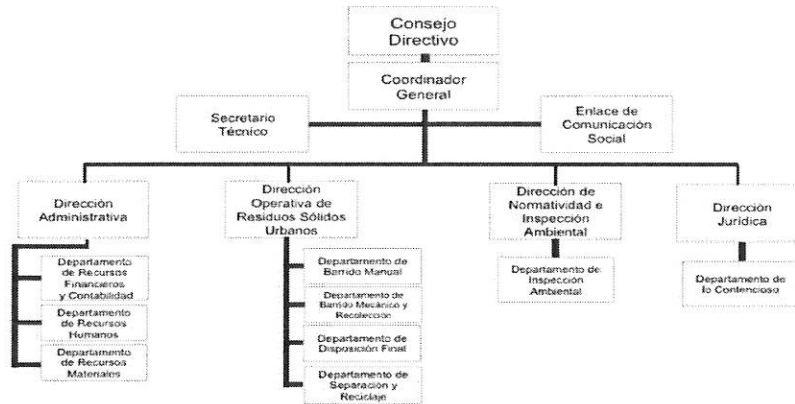 Consejo
Directivo
Coordinador
General
Secretario
Técnico
Enlace de
Comunicación
Social
Dirección
Administrativa
Dirección
Operativa de
Residuos Sólidos
Urbanos
Dirección de
Normatividad e
Inspección
Ambiental
Dirección
Jurídica
Departamento
de Recursos
Financieros
y Contabilidad
Departamento
de Recursos
Humanos
Departamento
de Recursos
Materiales
Departamento de
Barrido Manual
Departamento de
Barrido Mecánico y
Recolección
Departamento de
Disposición Final
Departamento de
Separación y
Reciclaje
Departamento de
Inspección
Ambiental
Departamento de
lo Contencioso